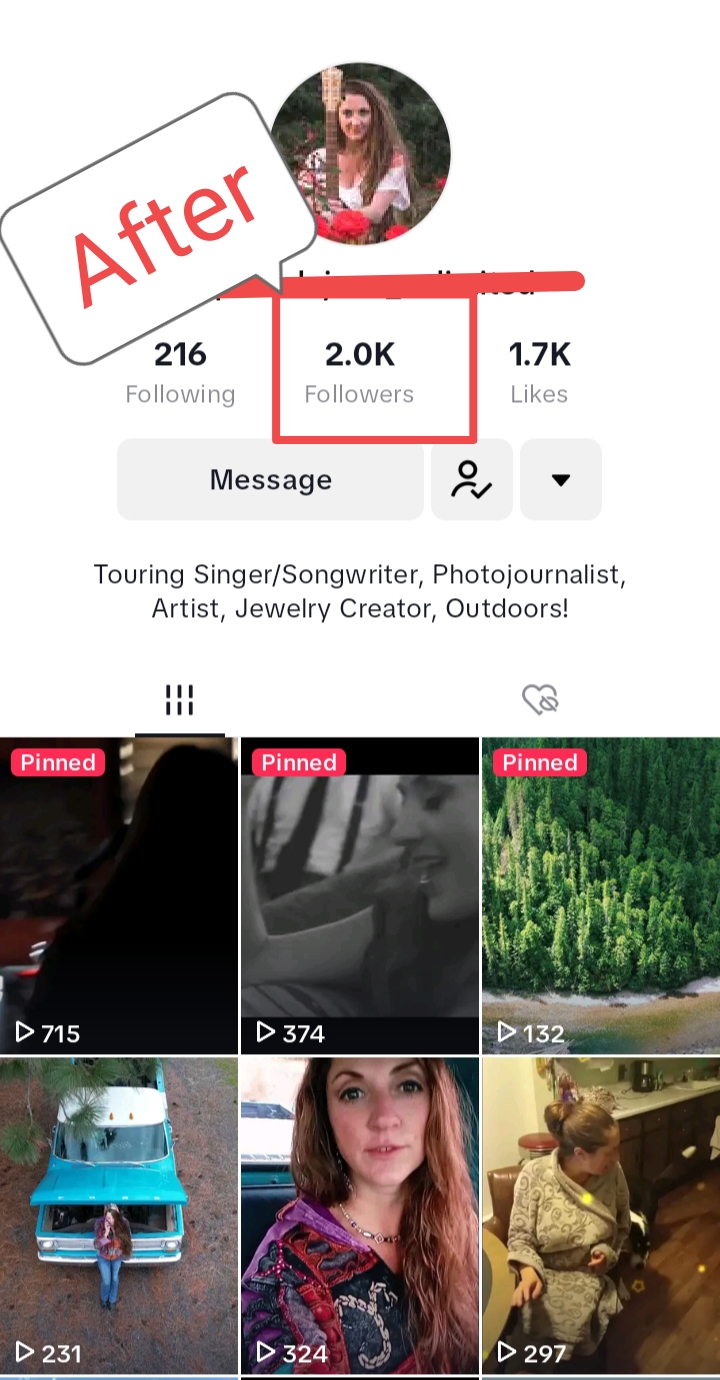 After
216
Following
2.0K
Followers
1.7K
Likes
Message
Touring Singer/Songwriter, Photojournalist,
Artist, Jewelry Creator, Outdoors!
Pinned
Pinned
Pinned
715
374
132
231
324
297